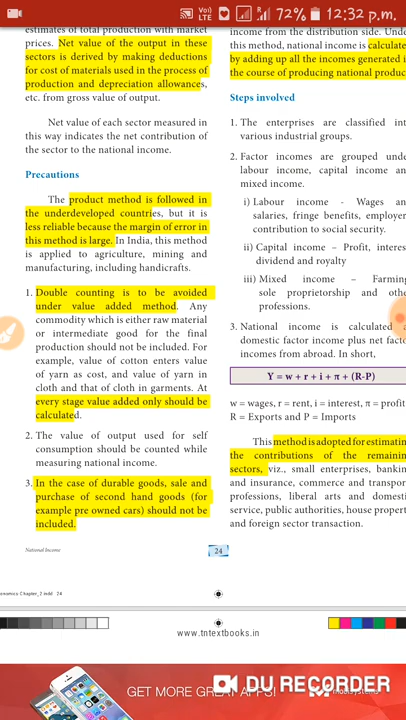 Vo) LTE R 72% 12:32 p.m.
estimates of total production with market
prices. Net value of the output in these
sectors is derived by making deductions
for cost of materials used in the process of
production and depreciation allowances,
etc. from gross value of output.
Net value of each sector measured in
this way indicates the net contribution of
the sector to the national income.
Precautions
The product method is followed in
the underdeveloped countries, but it is
less reliable because the margin of error in
this method is large. In India, this method
is applied to agriculture, mining and
manufacturing, including handicrafts.
1. Double counting is to be avoided
under value added method. Any
commodity which is either raw material
or intermediate good for the final
production should not be included. For
example, value of cotton enters value
of yarn as cost, and value of yarn in
cloth and that of cloth in garments. At
every stage value added only should be
calculated.
2. The value of output used for self
consumption should be counted while
measuring national income.
3. In the case of durable goods, sale and
purchase of second hand goods (for
example pre owned cars) should not be
included.
income from the distribution side. Unde
this method, national income is calculate
by adding up all the incomes generated i
the course of producing national produc
Steps involved
1. The enterprises are classified int
various industrial groups.
2. Factor incomes are grouped unde
labour income, capital income an
mixed income.
i) Labour income - Wages an
salaries, fringe benefits, employer
contribution to social security.
ii) Capital income – Profit, interes
dividend and royalty
iii) Mixed income – Farming
sole proprietorship and othe
professions.
3. National income is calculated a
domestic factor income plus net facto
incomes from abroad. In short,
Y = w + r + i + π + (R-P)
w = wages, r = rent, i = interest, π = profit
R = Exports and P = Imports
This method is adopted for estimatin
the contributions of the remainin
sectors, viz., small enterprises, bankin
and insurance, commerce and transpor
professions, liberal arts and domesti
service, public authorities, house propert
and foreign sector transaction.
National Income 24
onomics Chapter_2.indd 24
www.tntextbooks.in
GET MORE GREAT APPS!
DU RECORDER